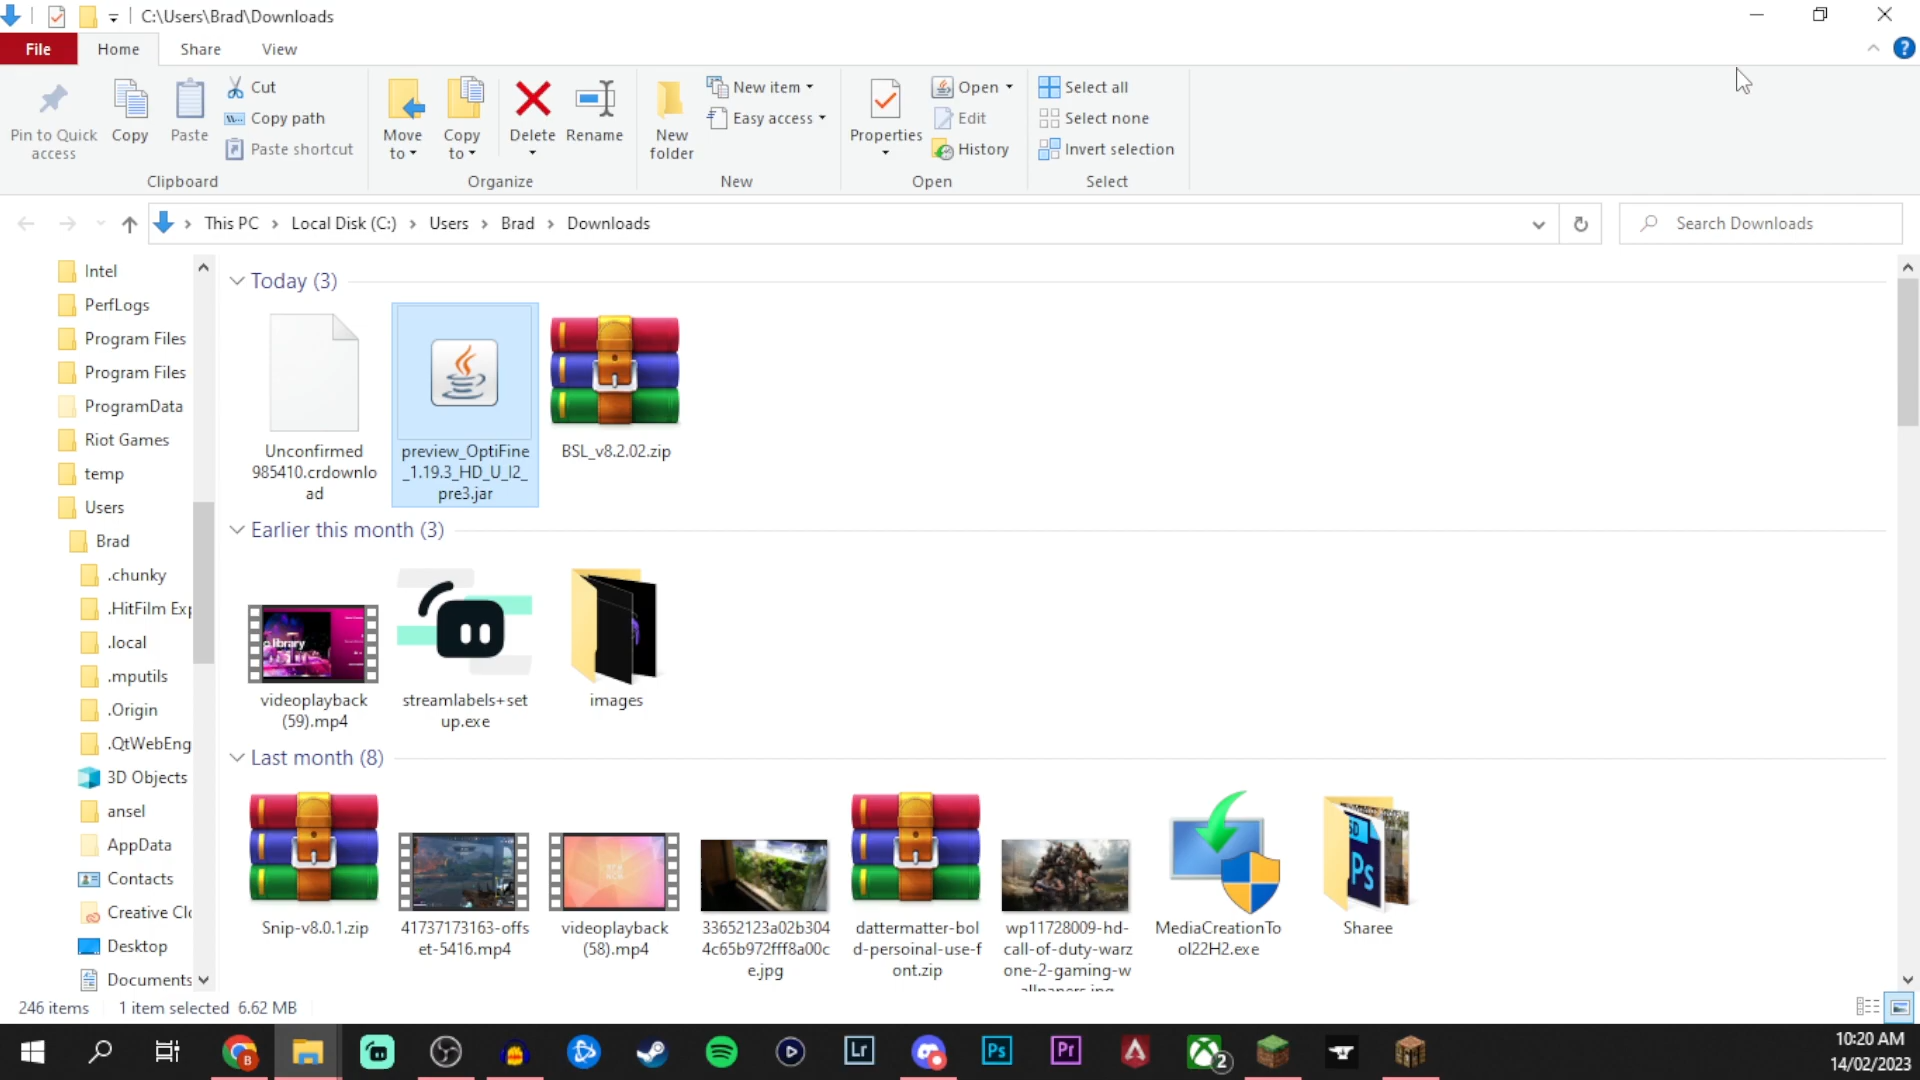 C:\Users\Brad\Downloads
File Home Share View
Pin to Quick access
Copy
Paste
Cut
Copy path
Paste shortcut
Clipboard
Move to
Copy to
Delete
Rename
Organize
New folder
New item
Easy access
New
Properties
Open
Edit
History
Open
Select all
Select none
Invert selection
Select
This PC > Local Disk (C:) > Users > Brad > Downloads
Search Downloads
Intel
PerfLogs
Program Files
Program Files
ProgramData
Riot Games
temp
Users
Brad
.chunky
.HitFilm Exp
.local
.mputils
.Origin
.QtWebEng
3D Objects
ansel
AppData
Contacts
Creative Clo
Desktop
Documents
Today (3)
Unconfirmed
985410.crdownlo
ad
preview_OptiFine
_1.19.3_HD_U_I2_
pre3.jar
BSL_v8.2.02.zip
Earlier this month (3)
library
videoplayback
(59).mp4
streamlabels+set
up.exe
images
Last month (8)
Snip-v8.0.1.zip
41737173163-offs
et-5416.mp4
videoplayback
(58).mp4
33652123a02b304
4c65b972fff8a00c
e.jpg
dattermatter-bol
d-persoinal-use-f
ont.zip
wp11728009-hd-
call-of-duty-warz
one-2-gaming-w
allpapers.jpg
MediaCreationTo
ol22H2.exe
Ps
Sharee
246 items 1 item selected 6.62 MB
B
Lr
Ps
Pr
2
10:20 AM
14/02/2023